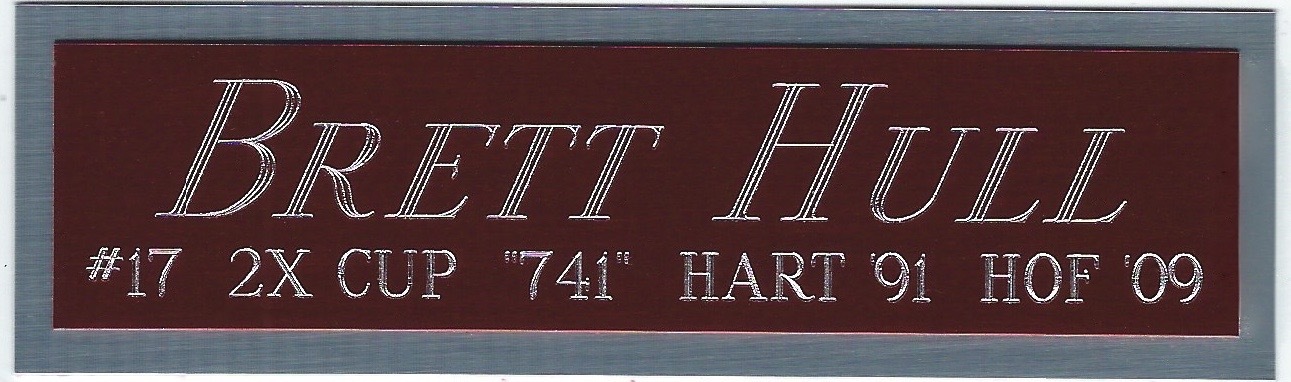 BRETT HULL
#17 2X CUP "741" HART '91 HOF '09